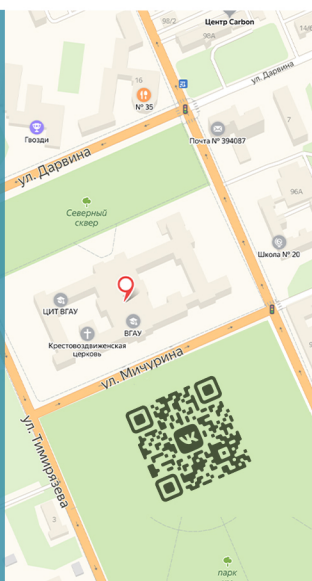 98/2
Центр Carbon
98А
14/6
ул. Дарвина
16
№ 35
Гвозди
Почта № 394087
7
ул. Дарвина
96А
Северный
сквер
Школа № 20
ЦИТ ВГАУ
ВГАУ
Крестовоздвиженская
церковь
ул. Мичурина
ул. Тимирязева
3
парк